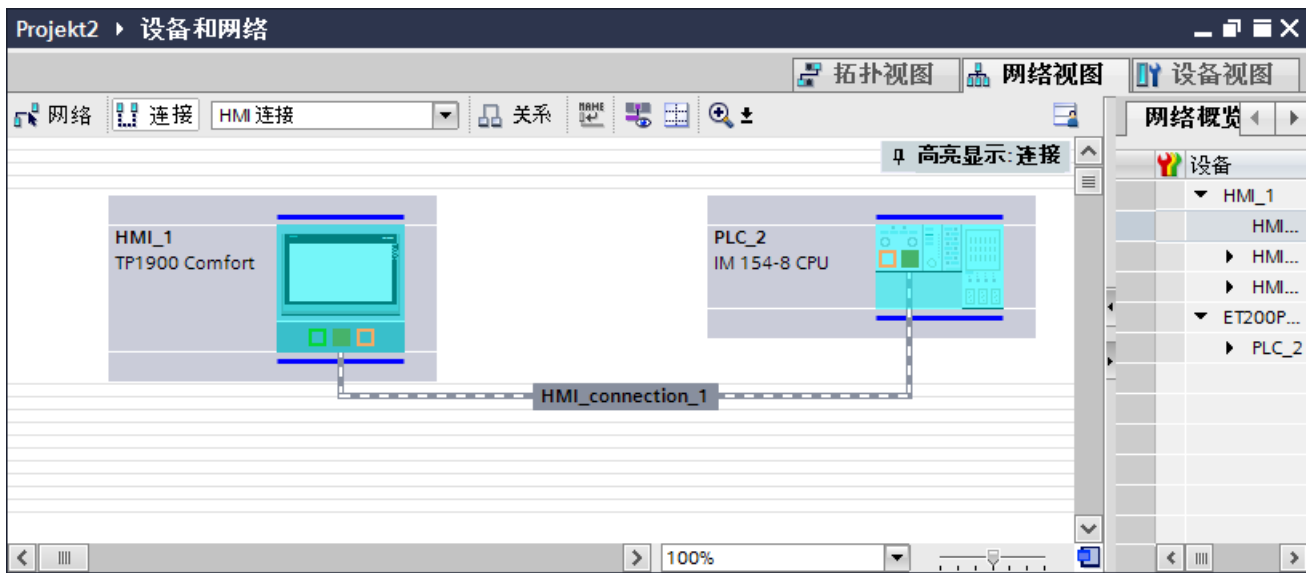 Projekt2 ▸ 设备和网络
拓扑视图 网络视图 设备视图
网络 连接 HMI 连接 关系 NAME 网络概览
高亮显示:连接
设备
HMI_1
TP1900 Comfort
PLC_2
IM 154-8 CPU
HMI_1
HMI...
HMI...
HMI...
ET200P...
PLC_2
HMI_connection_1
100%